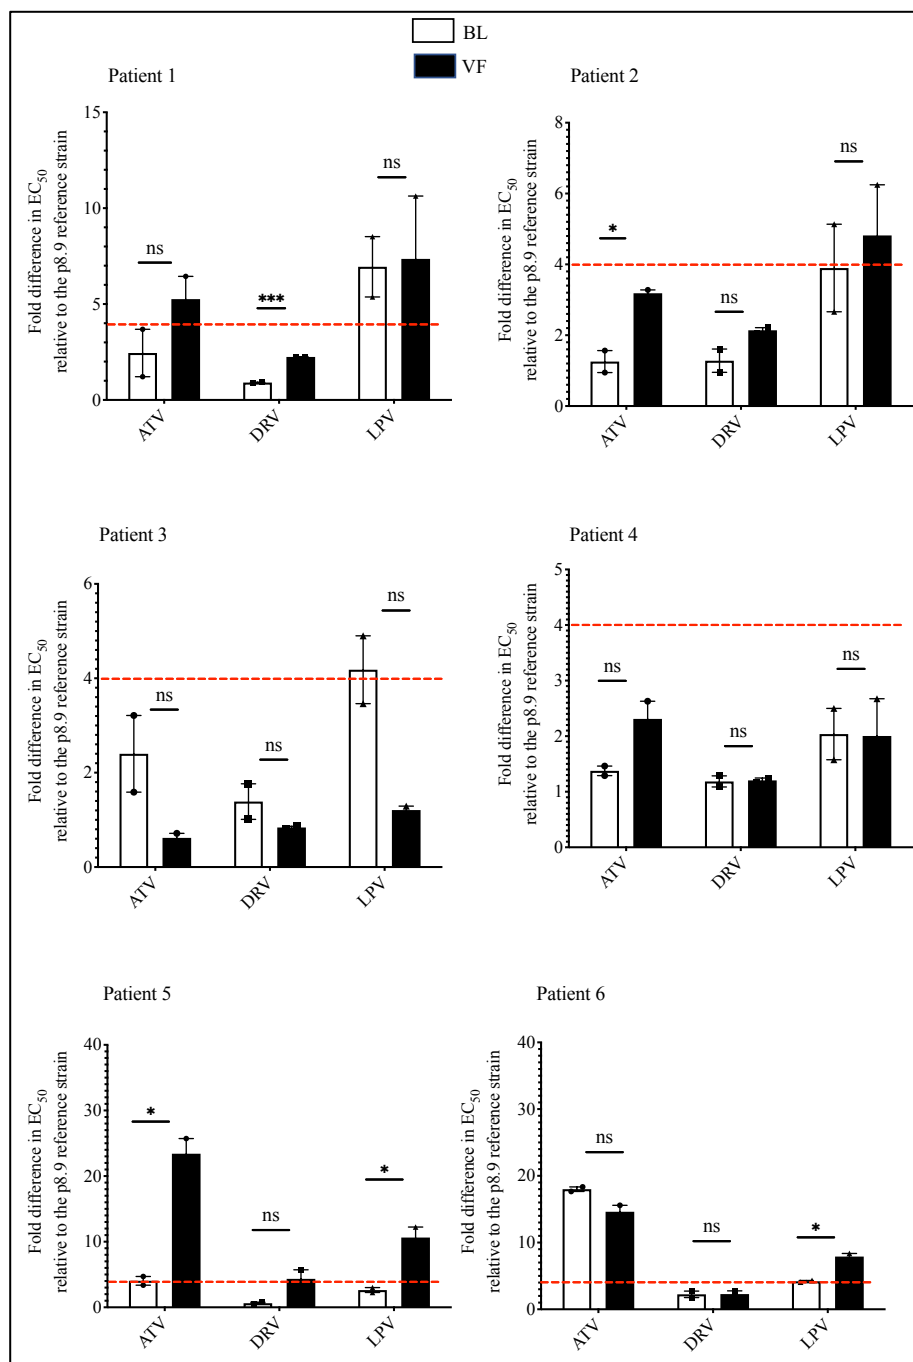 BL
VF
Patient 1
Fold difference in EC50
relative to the p8.9 reference strain
15
10
5
0
ns
***
ns
ATV
DRV
LPV
Patient 2
Fold difference in EC50
relative to the p8.9 reference strain
8
6
4
2
0
*
ns
ns
ATV
DRV
LPV
Patient 3
Fold difference in EC50
relative to the p8.9 reference strain
6
4
2
0
ns
ns
ns
ATV
DRV
LPV
Patient 4
Fold difference in EC50
relative to the p8.9 reference strain
5
4
3
2
1
0
ns
ns
ns
ATV
DRV
LPV
Patient 5
Fold difference in EC50
relative to the p8.9 reference strain
40
30
20
10
0
*
ns
*
ATV
DRV
LPV
Patient 6
Fold difference in EC50
relative to the p8.9 reference strain
40
30
20
10
0
ns
ns
*
ATV
DRV
LPV